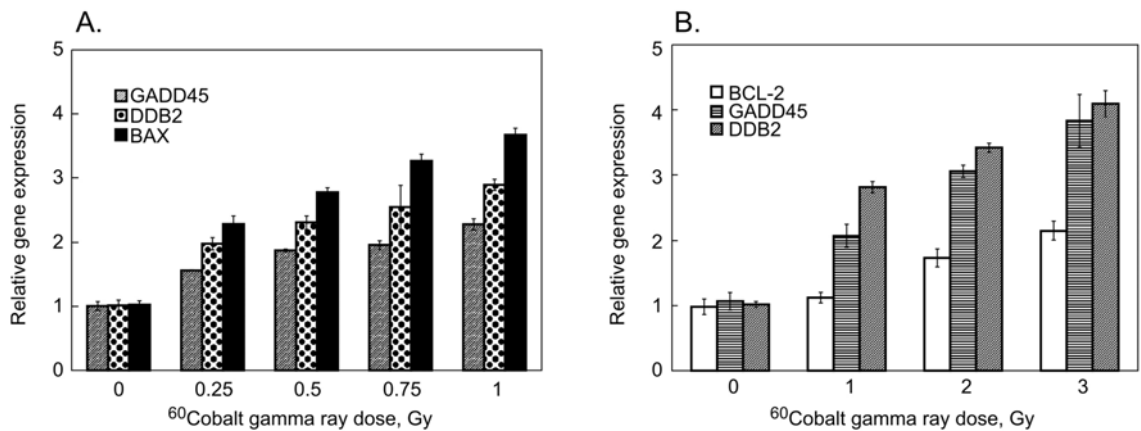 A.
5
4
3
2
1
0
Relative gene expression
GADD45
DDB2
BAX
0 0.25 0.5 0.75 1
⁶⁰Cobalt gamma ray dose, Gy
B.
5
4
3
2
1
0
Relative gene expression
BCL-2
GADD45
DDB2
0 1 2 3
⁶⁰Cobalt gamma ray dose, Gy